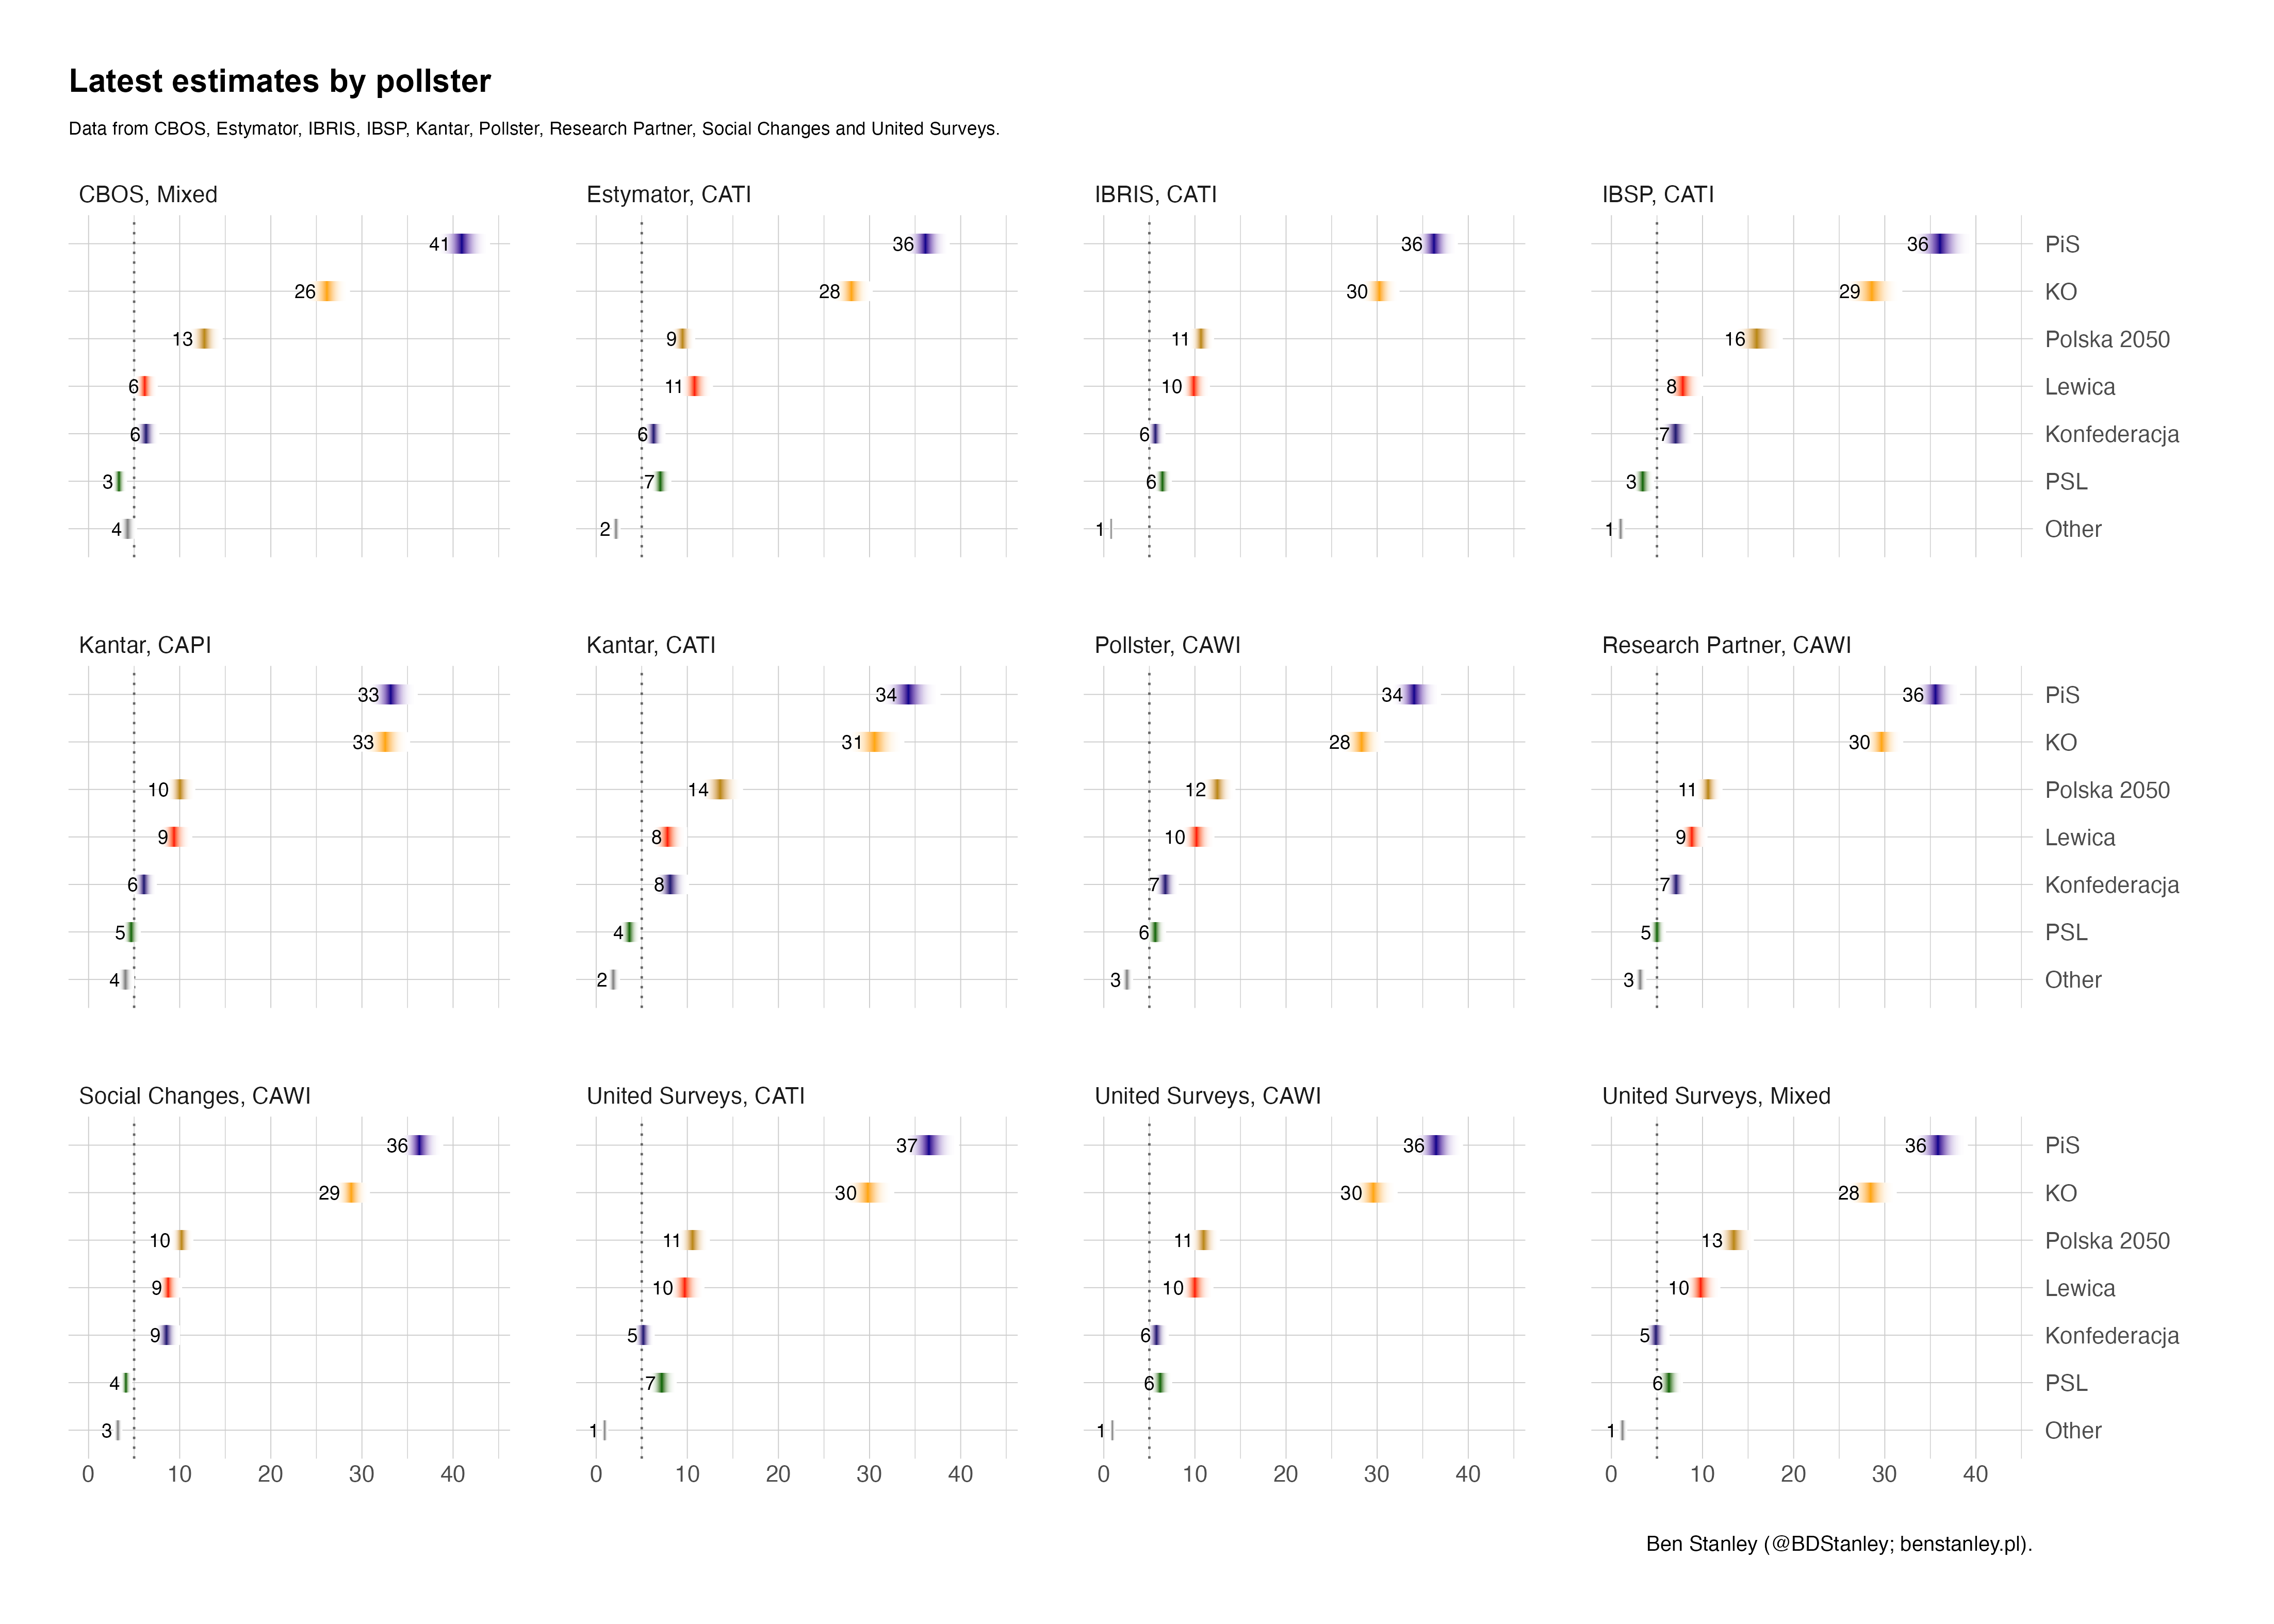 Latest estimates by pollster
Data from CBOS, Estymator, IBRIS, IBSP, Kantar, Pollster, Research Partner, Social Changes and United Surveys.
CBOS, Mixed
Estymator, CATI
IBRIS, CATI
IBSP, CATI
41 36 36 36 PiS
26 28 30 29 KO
13 9 11 16 Polska 2050
6 11 10 8 Lewica
6 6 6 7 Konfederacja
3 7 6 3 PSL
4 2 1 1 Other
Kantar, CAPI
Kantar, CATI
Pollster, CAWI
Research Partner, CAWI
33 34 34 36 PiS
33 31 28 30 KO
10 14 12 11 Polska 2050
9 8 10 9 Lewica
6 8 7 7 Konfederacja
5 4 6 5 PSL
4 2 3 3 Other
Social Changes, CAWI
United Surveys, CATI
United Surveys, CAWI
United Surveys, Mixed
36 37 36 36 PiS
29 30 30 28 KO
10 11 11 13 Polska 2050
9 10 10 10 Lewica
9 5 6 5 Konfederacja
4 7 6 6 PSL
3 1 1 1 Other
0 10 20 30 40 0 10 20 30 40 0 10 20 30 40 0 10 20 30 40
Ben Stanley (@BDStanley; benstanley.pl).